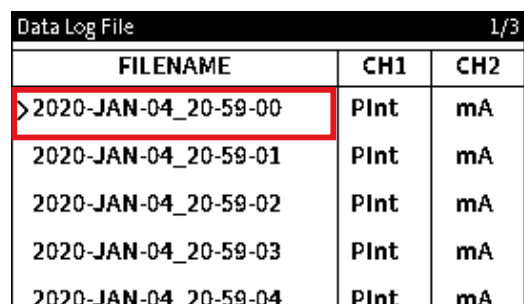 Data Log File 1/3
FILENAME CH1 CH2
>2020-JAN-04_20-59-00 PInt mA
2020-JAN-04_20-59-01 PInt mA
2020-JAN-04_20-59-02 PInt mA
2020-JAN-04_20-59-03 PInt mA
2020-JAN-04_20-59-04 PInt mA